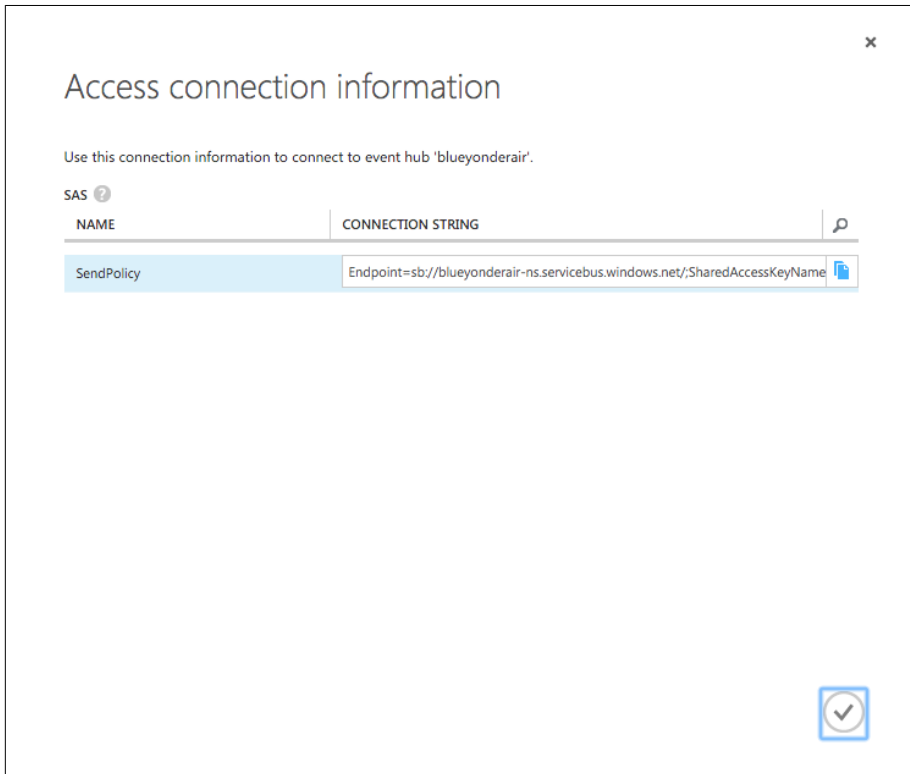 Access connection information
Use this connection information to connect to event hub 'blueyonderair'.
SAS ?
NAME CONNECTION STRING
SendPolicy Endpoint=sb://blueyonderair-ns.servicebus.windows.net/;SharedAccessKeyName